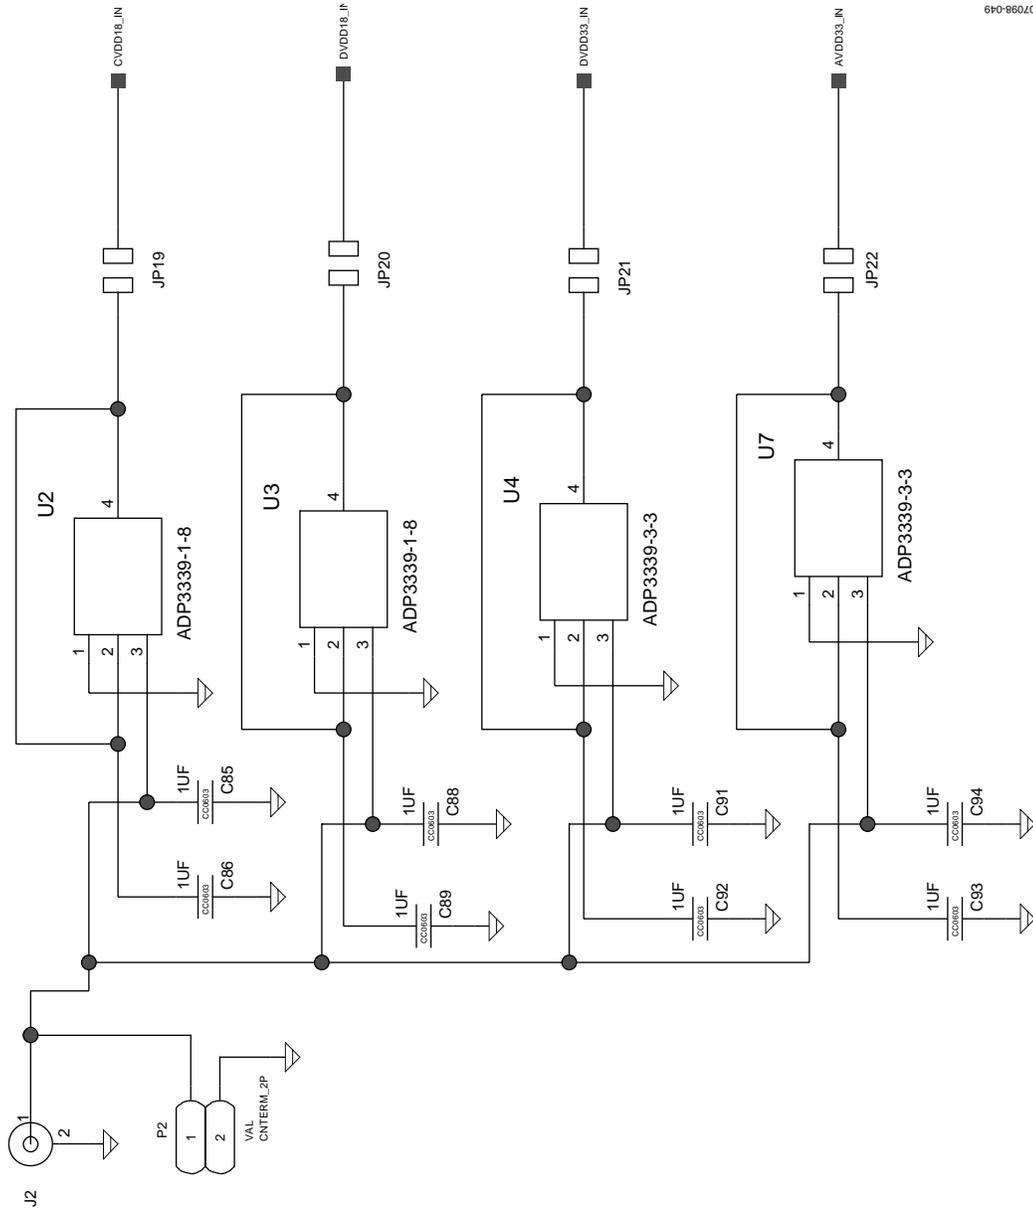 07098-049
CVDD18_IN
DVDD18_IN
DVDD33_IN
AVDD33_IN
JP19
JP20
JP21
JP22
U2
4
ADP3339-1-8
1
2
3
U3
4
ADP3339-1-8
1
2
3
U4
4
ADP3339-3-3
1
2
3
U7
4
ADP3339-3-3
1
2
3
1UF
CC0603
C85
1UF
CC0603
C88
1UF
CC0603
C91
1UF
CC0603
C94
1UF
CC0603
C86
1UF
CC0603
C89
1UF
CC0603
C92
1UF
CC0603
C93
J2
1
2
P2
1
2
VAL
CNTERM_2P